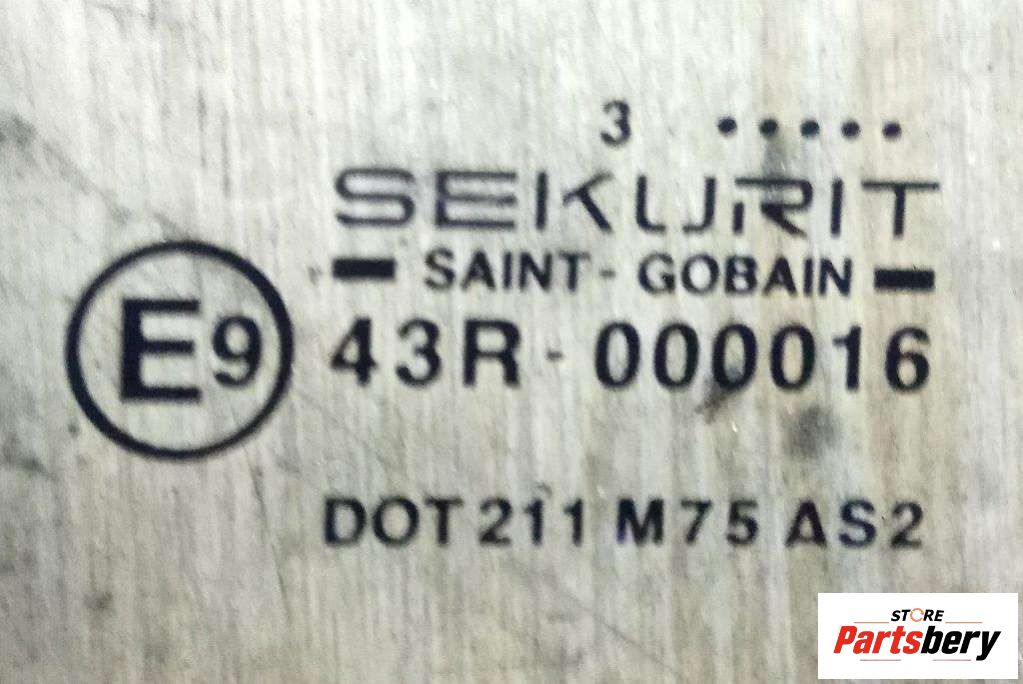 3 .....
SEKURIT
SAINT-GOBAIN
E9 43R-000016
DOT 211 M75 AS2
STORE
Partsbery